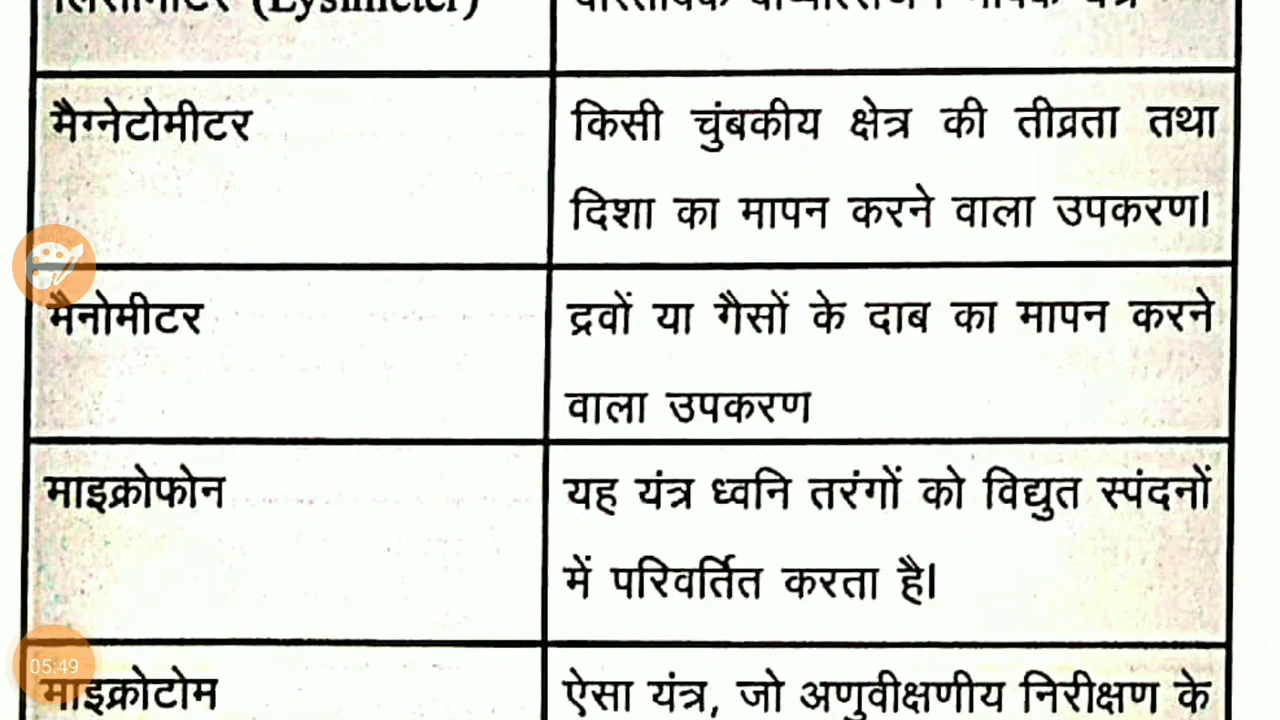 (Lysimeter)
मैग्नेटोमीटर
किसी चुंबकीय क्षेत्र की तीव्रता तथा
दिशा का मापन करने वाला उपकरण।
मैनोमीटर
द्रवों या गैसों के दाब का मापन करने
वाला उपकरण
माइक्रोफोन
यह यंत्र ध्वनि तरंगों को विद्युत स्पंदनों
में परिवर्तित करता है।
05:49
माइक्रोटोम
ऐसा यंत्र, जो अणुवीक्षणीय निरीक्षण के